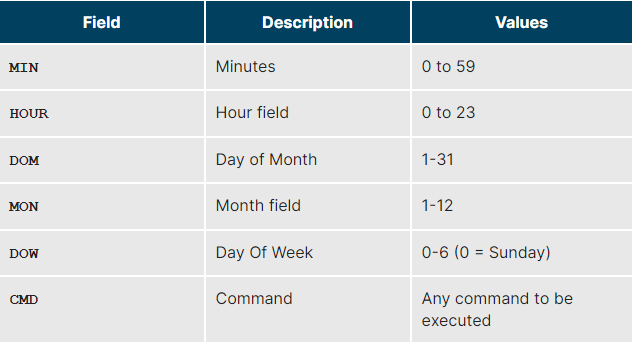 Field Description Values
MIN Minutes 0 to 59
HOUR Hour field 0 to 23
DOM Day of Month 1-31
MON Month field 1-12
DOW Day Of Week 0-6 (0 = Sunday)
CMD Command Any command to be
executed